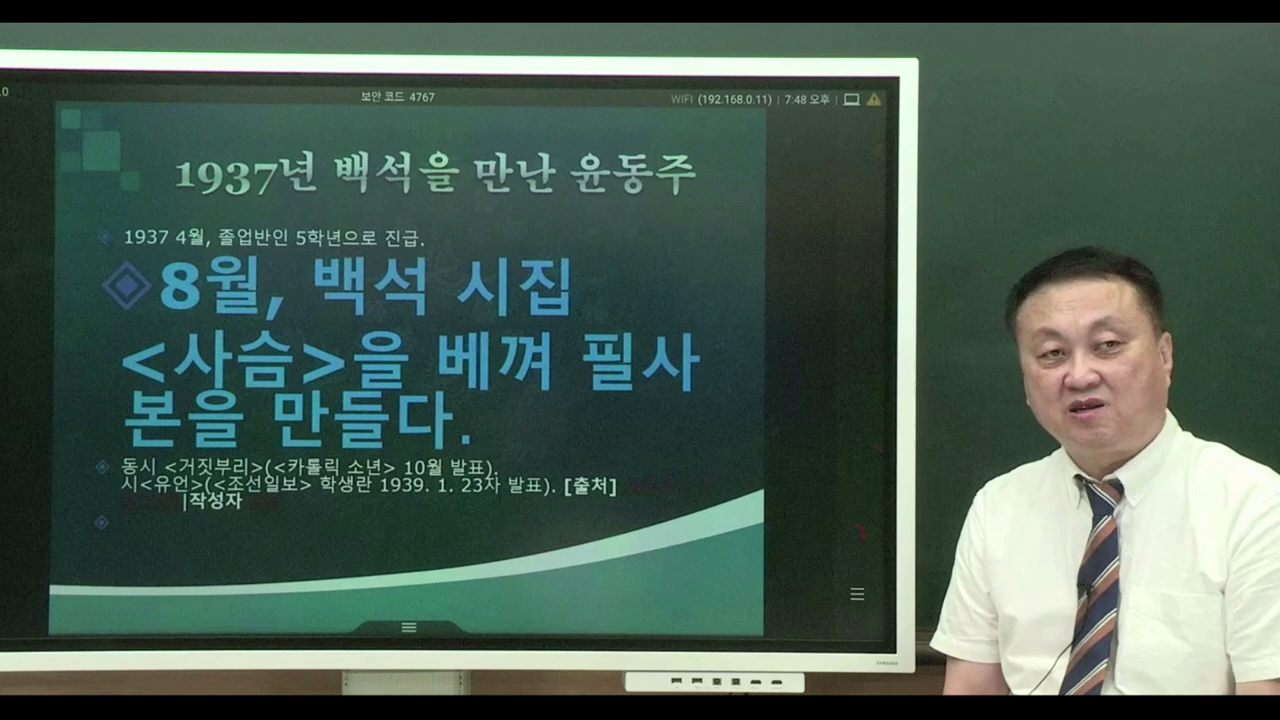 .0
보안 코드 4767
WIFI (192.168.0.11) | 7:48 오후 |
1937년 백석을 만난 윤동주
1937 4월, 졸업반인 5학년으로 진급.
8월, 백석 시집
<사슴>을 베껴 필사
본을 만들다.
동시 <거짓부리>(<카톨릭 소년> 10월 발표).
시<유언>(<조선일보> 학생란 1939. 1. 23차 발표). [출처]
|작성자
SAMSUNG